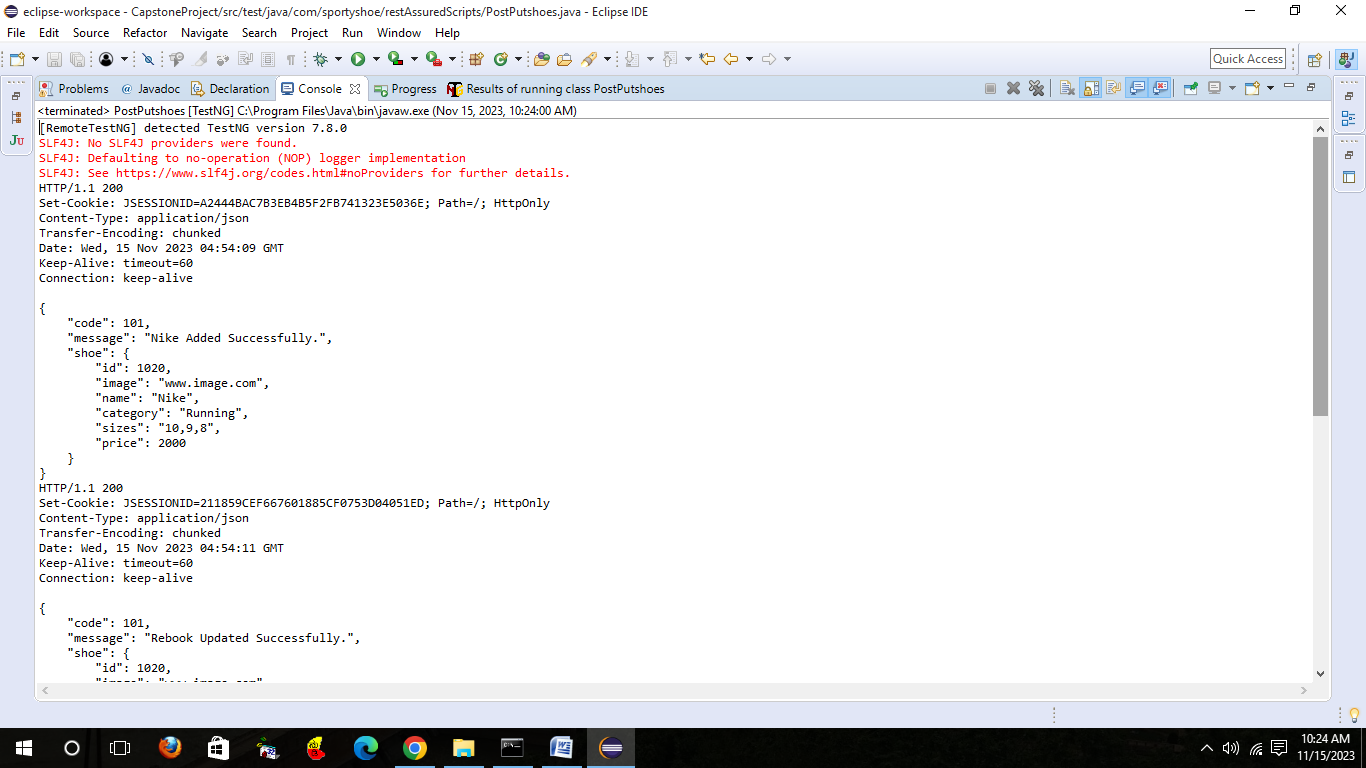 eclipse-workspace - CapstoneProject/src/test/java/com/sportyshoe/restAssuredScripts/PostPutshoes.java - Eclipse IDE
File Edit Source Refactor Navigate Search Project Run Window Help
Quick Access
Problems @ Javadoc Declaration Console Progress Results of running class PostPutshoes
<terminated> PostPutshoes [TestNG] C:\Program Files\Java\bin\javaw.exe (Nov 15, 2023, 10:24:00 AM)
[RemoteTestNG] detected TestNG version 7.8.0
SLF4J: No SLF4J providers were found.
SLF4J: Defaulting to no-operation (NOP) logger implementation
SLF4J: See https://www.slf4j.org/codes.html#noProviders for further details.
HTTP/1.1 200
Set-Cookie: JSESSIONID=A2444BAC7B3EB4B5F2FB741323E5036E; Path=/; HttpOnly
Content-Type: application/json
Transfer-Encoding: chunked
Date: Wed, 15 Nov 2023 04:54:09 GMT
Keep-Alive: timeout=60
Connection: keep-alive
{
"code": 101,
"message": "Nike Added Successfully.",
"shoe": {
"id": 1020,
"image": "www.image.com",
"name": "Nike",
"category": "Running",
"sizes": "10,9,8",
"price": 2000
}
}
HTTP/1.1 200
Set-Cookie: JSESSIONID=211859CEF667601885CF0753D04051ED; Path=/; HttpOnly
Content-Type: application/json
Transfer-Encoding: chunked
Date: Wed, 15 Nov 2023 04:54:11 GMT
Keep-Alive: timeout=60
Connection: keep-alive
{
"code": 101,
"message": "Rebook Updated Successfully.",
"shoe": {
"id": 1020,
10:24 AM
11/15/2023